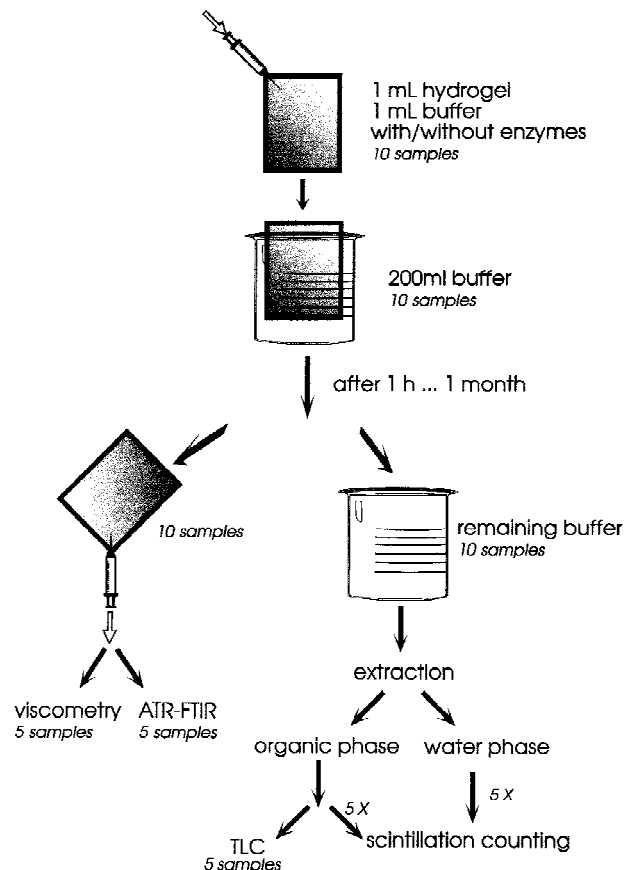 1 mL hydrogel
1 mL buffer
with/without enzymes
10 samples
200ml buffer
10 samples
after 1 h ... 1 month
10 samples
remaining buffer
10 samples
extraction
viscometry ATR-FTIR
5 samples 5 samples
organic phase water phase
5 X 5 X
TLC scintillation counting
5 samples